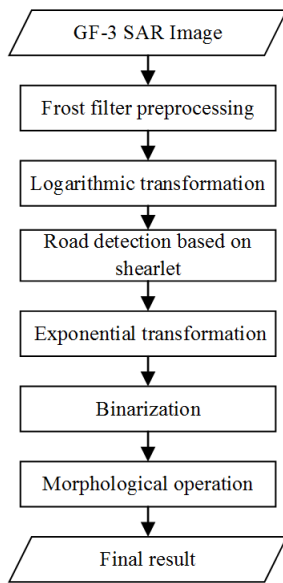 GF-3 SAR Image
Frost filter preprocessing
Logarithmic transformation
Road detection based on
shearlet
Exponential transformation
Binarization
Morphological operation
Final result